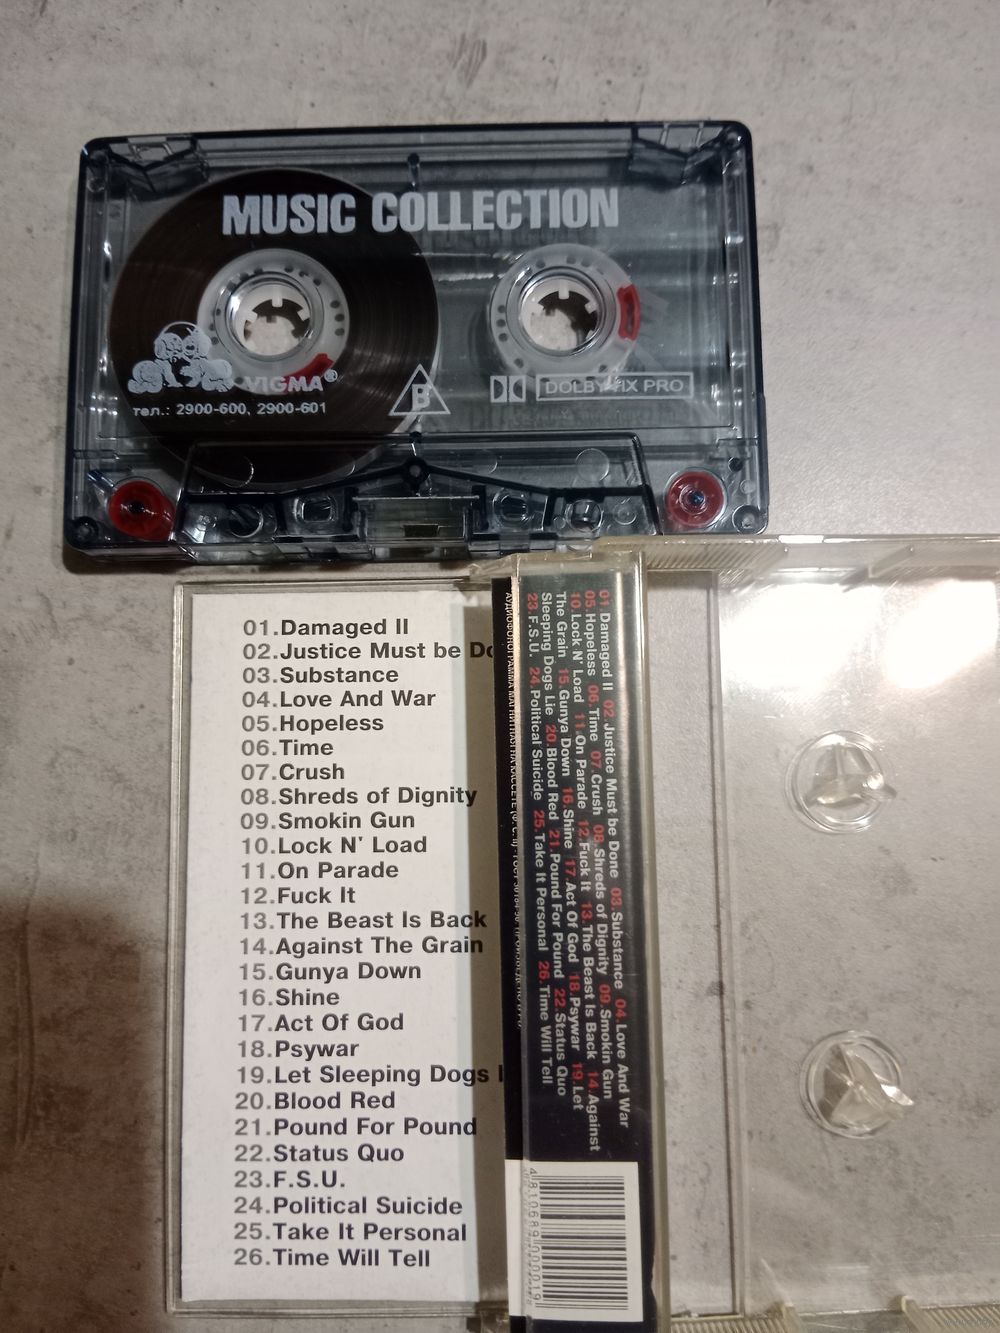 MUSIC COLLECTION
VIGMA®
тел.: 2900-600, 2900-601
B
DOLBY FIX PRO
01.Damaged II
02.Justice Must be Do
03.Substance
04.Love And War
05.Hopeless
06.Time
07.Crush
08.Shreds of Dignity
09.Smokin Gun
10.Lock N' Load
11.On Parade
12.Fuck It
13.The Beast Is Back
14.Against The Grain
15.Gunya Down
16.Shine
17.Act Of God
18.Psywar
19.Let Sleeping Dogs
20.Blood Red
21.Pound For Pound
22.Status Quo
23.F.S.U.
24.Political Suicide
25.Take It Personal
26.Time Will Tell
01.Damaged II 02.Justice Must be Done 03.Substance 04.Love And War
05.Hopeless 06.Time 07.Crush 08.Shreds of Dignity 09.Smokin Gun
10.Lock N' Load 11.On Parade 12.Fuck It 13.The Beast Is Back 14.Against
The Grain 15.Gunya Down 16.Shine 17.Act Of God 18.Psywar 19.Let
Sleeping Dogs Lie 20.Blood Red 21.Pound For Pound 22.Status Quo
23.F.S.U. 24.Political Suicide 25.Take It Personal 26.Time Will Tell
АУДИОФОНОГРАММА МАГНИТНАЯ НА КАССЕТЕ
4 810689 000019